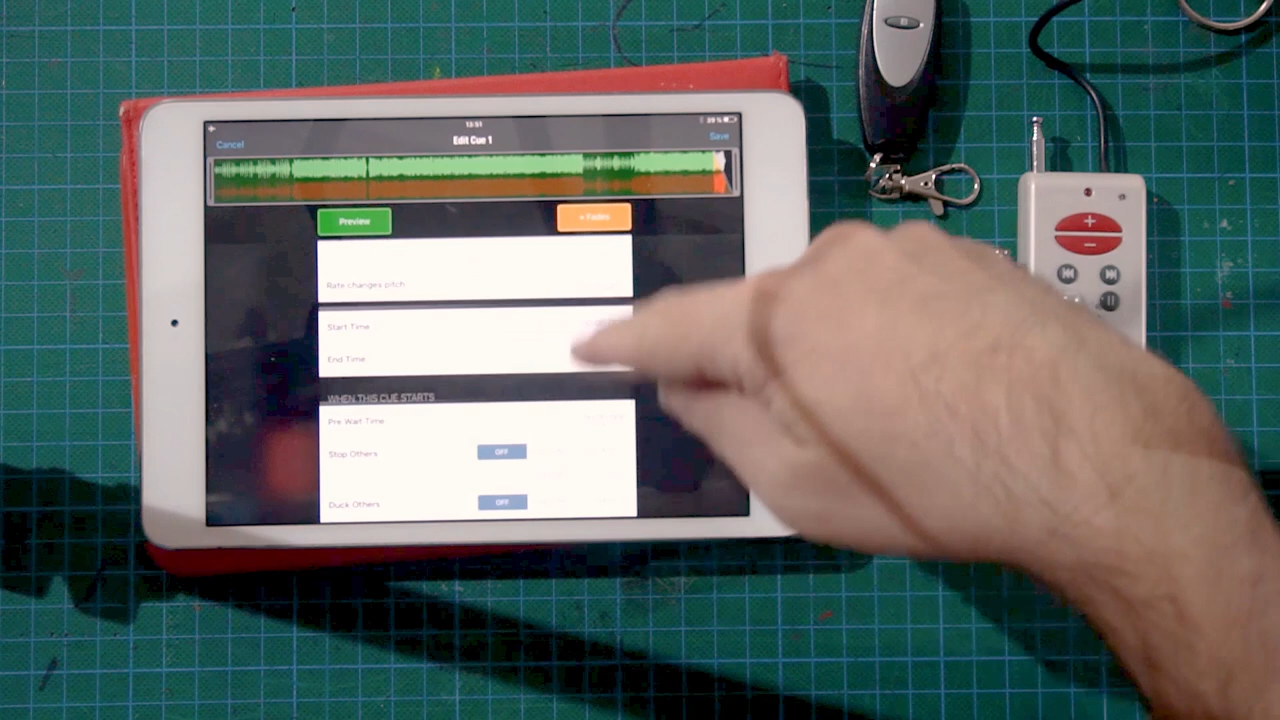 13:51
29 %
Cancel
Edit Cue 1
Save
Preview
+ Fades
Rate changes pitch
Start Time
End Time
WHEN THIS CUE STARTS
Pre Wait Time
Stop Others
OFF
Duck Others
OFF
+
−